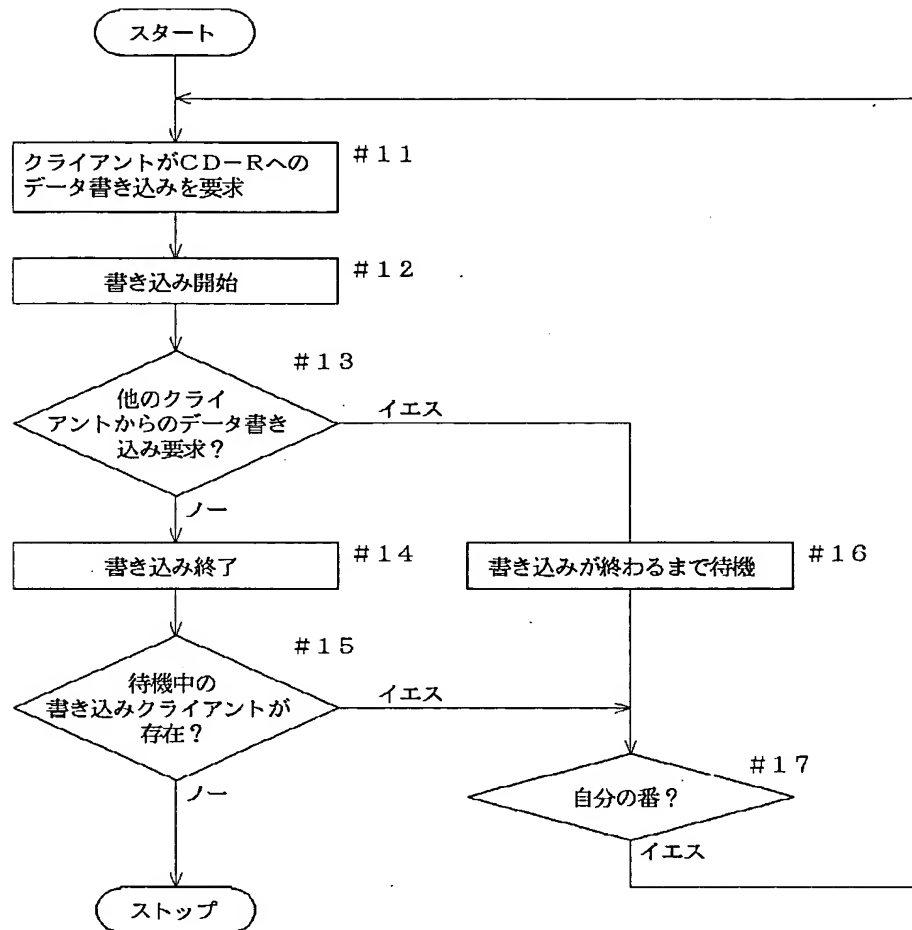 スタート
クライアントがCD－Rへの
データ書き込みを要求
#11
書き込み開始
#12
#13
他のクライ
アントからのデータ書き
込み要求？
イエス
ノー
書き込み終了
#14
書き込みが終わるまで待機
#16
#15
待機中の
書き込みクライアントが
存在？
イエス
ノー
#17
自分の番？
イエス
ストップ